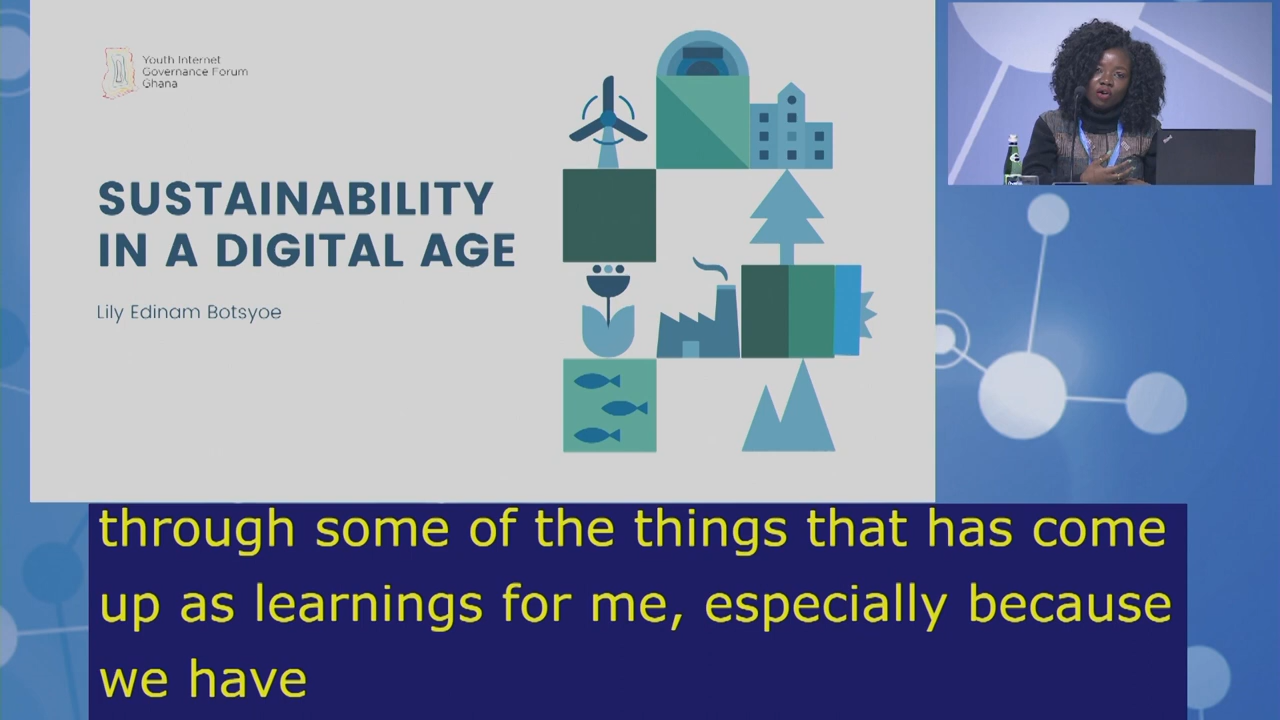 Youth Internet
Governance Forum
Ghana
SUSTAINABILITY
IN A DIGITAL AGE
Lily Edinam Botsyoe
through some of the things that has come
up as learnings for me, especially because
we have